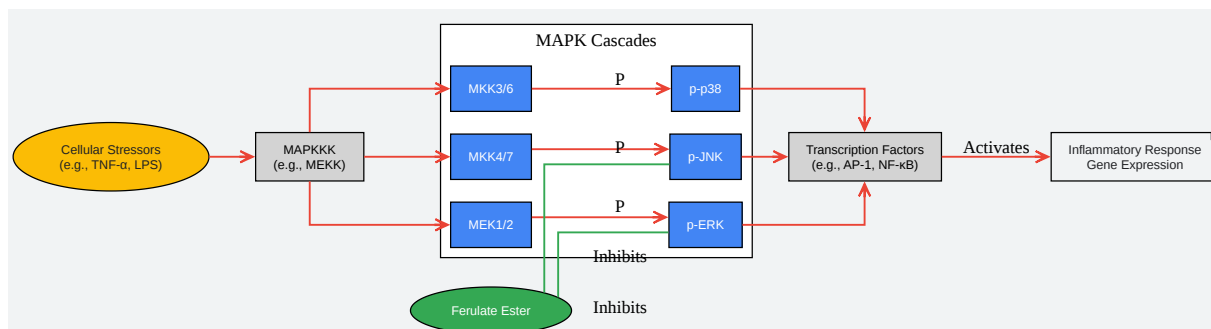 MAPK Cascades
MKK3/6
P
p-p38
Cellular Stressors
(e.g., TNF-α, LPS)
MAPKKK
(e.g., MEKK)
MKK4/7
P
p-JNK
Transcription Factors
(e.g., AP-1, NF-κB)
Activates
Inflammatory Response
Gene Expression
MEK1/2
P
p-ERK
Inhibits
Ferulate Ester
Inhibits